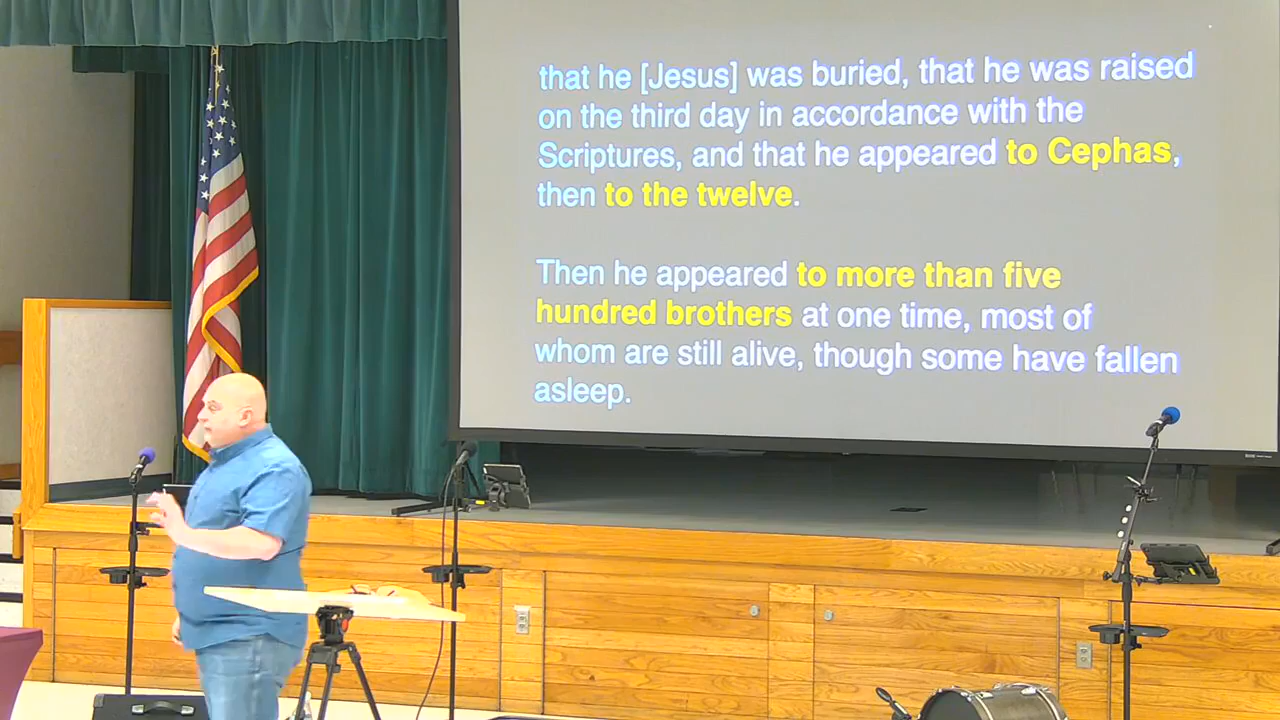 that he [Jesus] was buried, that he was raised
on the third day in accordance with the
Scriptures, and that he appeared to Cephas,
then to the twelve.
Then he appeared to more than five
hundred brothers at one time, most of
whom are still alive, though some have fallen
asleep.